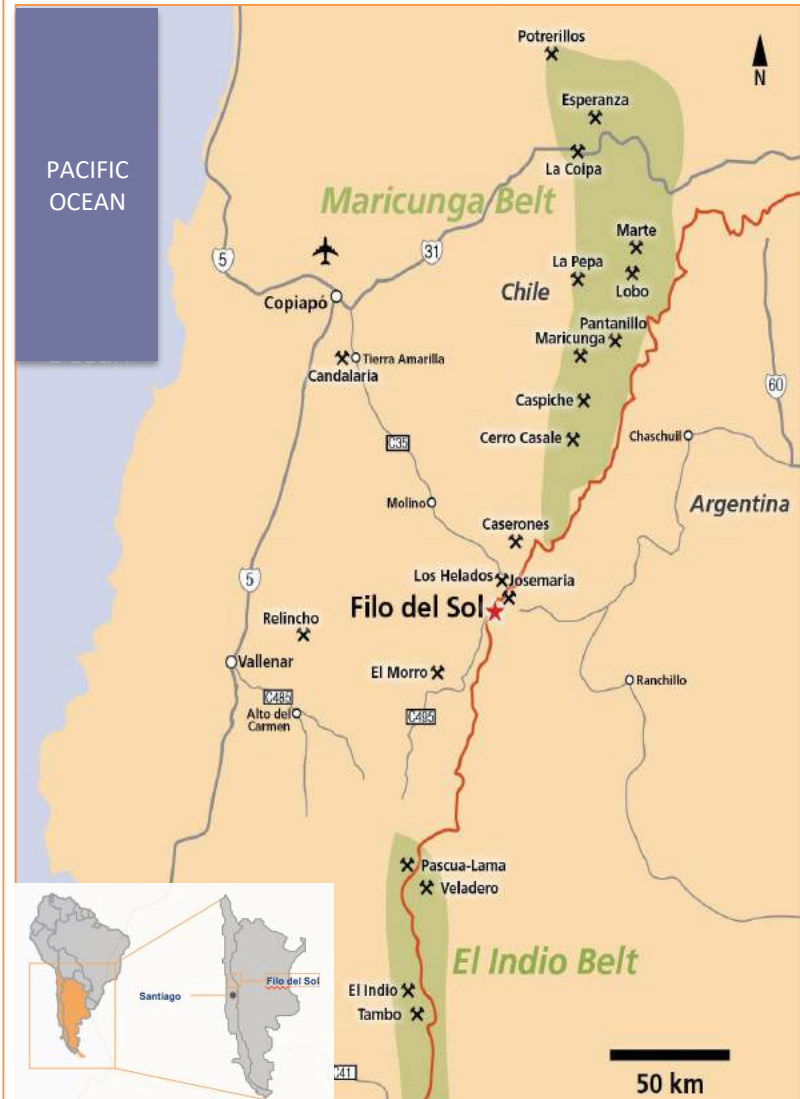 PACIFIC
OCEAN
Potrerillos
N
Esperanza
La Coipa
Maricunga Belt
Marte
5
31
La Pepa
Chile
Lobo
Copiapó
Pantanillo
Maricunga
Tierra Amarilla
Candalaria
60
Caspiche
C35
Cerro Casale
Chaschuil
Molino
Argentina
Caserones
5
Los Helados
Josemaria
Filo del Sol
Relincho
Vallenar
El Morro
Ranchillo
C485
Alto del
Carmen
C495
Pascua-Lama
Veladero
El Indio Belt
Filo del Sol
Santiago
El Indio
Tambo
C41
50 km